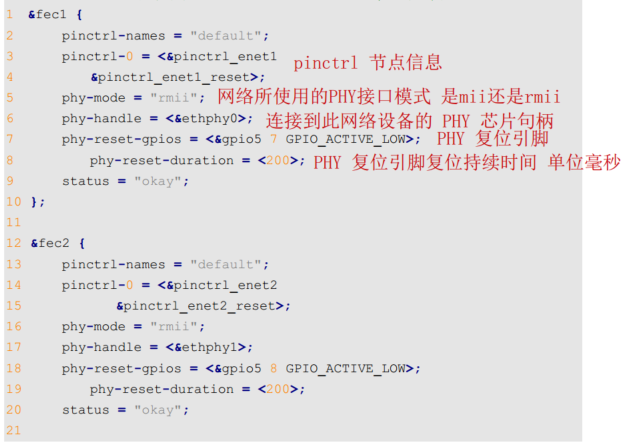 1 &fec1 {
2 pinctrl-names = "default";
3 pinctrl-0 = <&pinctrl_enet1 pinctrl 节点信息
4 &pinctrl_enet1_reset>;
5 phy-mode = "rmii"; 网络所使用的PHY接口模式 是mii还是rmii
6 phy-handle = <&ethphy0>; 连接到此网络设备的 PHY 芯片句柄
7 phy-reset-gpios = <&gpio5 7 GPIO_ACTIVE_LOW>; PHY 复位引脚
8 phy-reset-duration = <200>; PHY 复位引脚复位持续时间 单位毫秒
9 status = "okay";
10 };
11
12 &fec2 {
13 pinctrl-names = "default";
14 pinctrl-0 = <&pinctrl_enet2
15 &pinctrl_enet2_reset>;
16 phy-mode = "rmii";
17 phy-handle = <&ethphy1>;
18 phy-reset-gpios = <&gpio5 8 GPIO_ACTIVE_LOW>;
19 phy-reset-duration = <200>;
20 status = "okay";
21